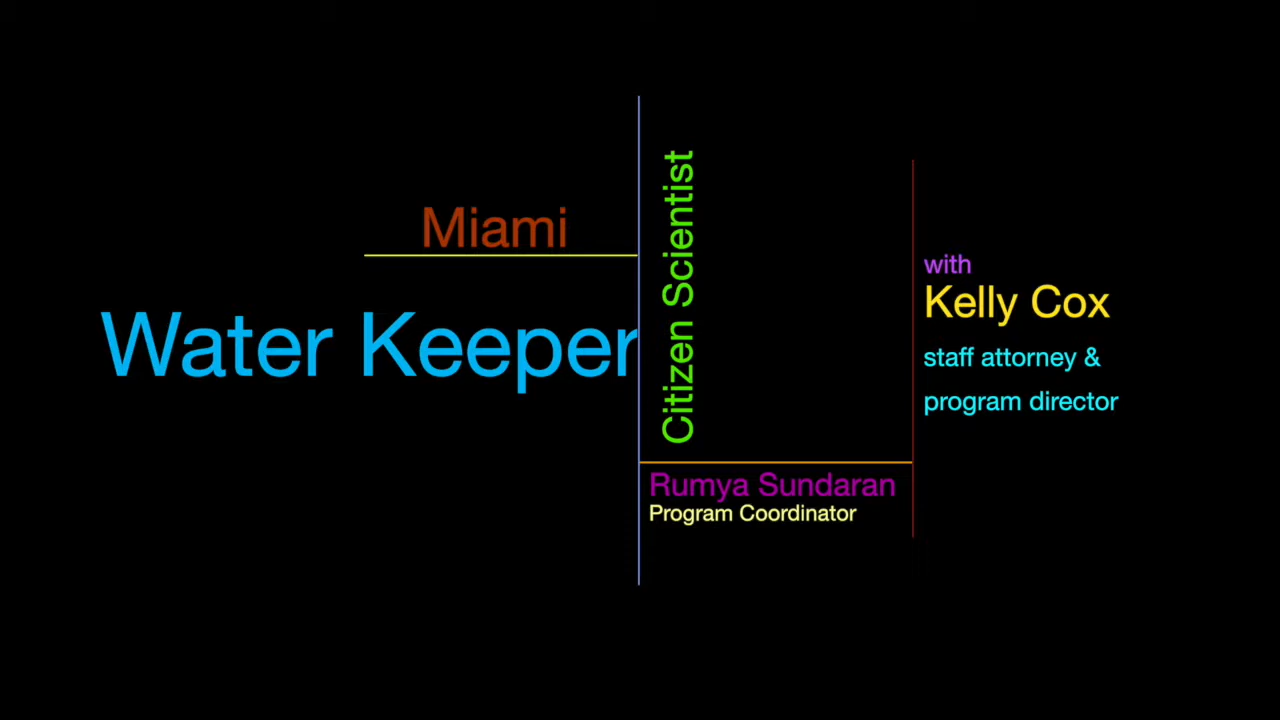 Miami
Water Keeper
Citizen Scientist
Rumya Sundaran
Program Coordinator
with
Kelly Cox
staff attorney &
program director